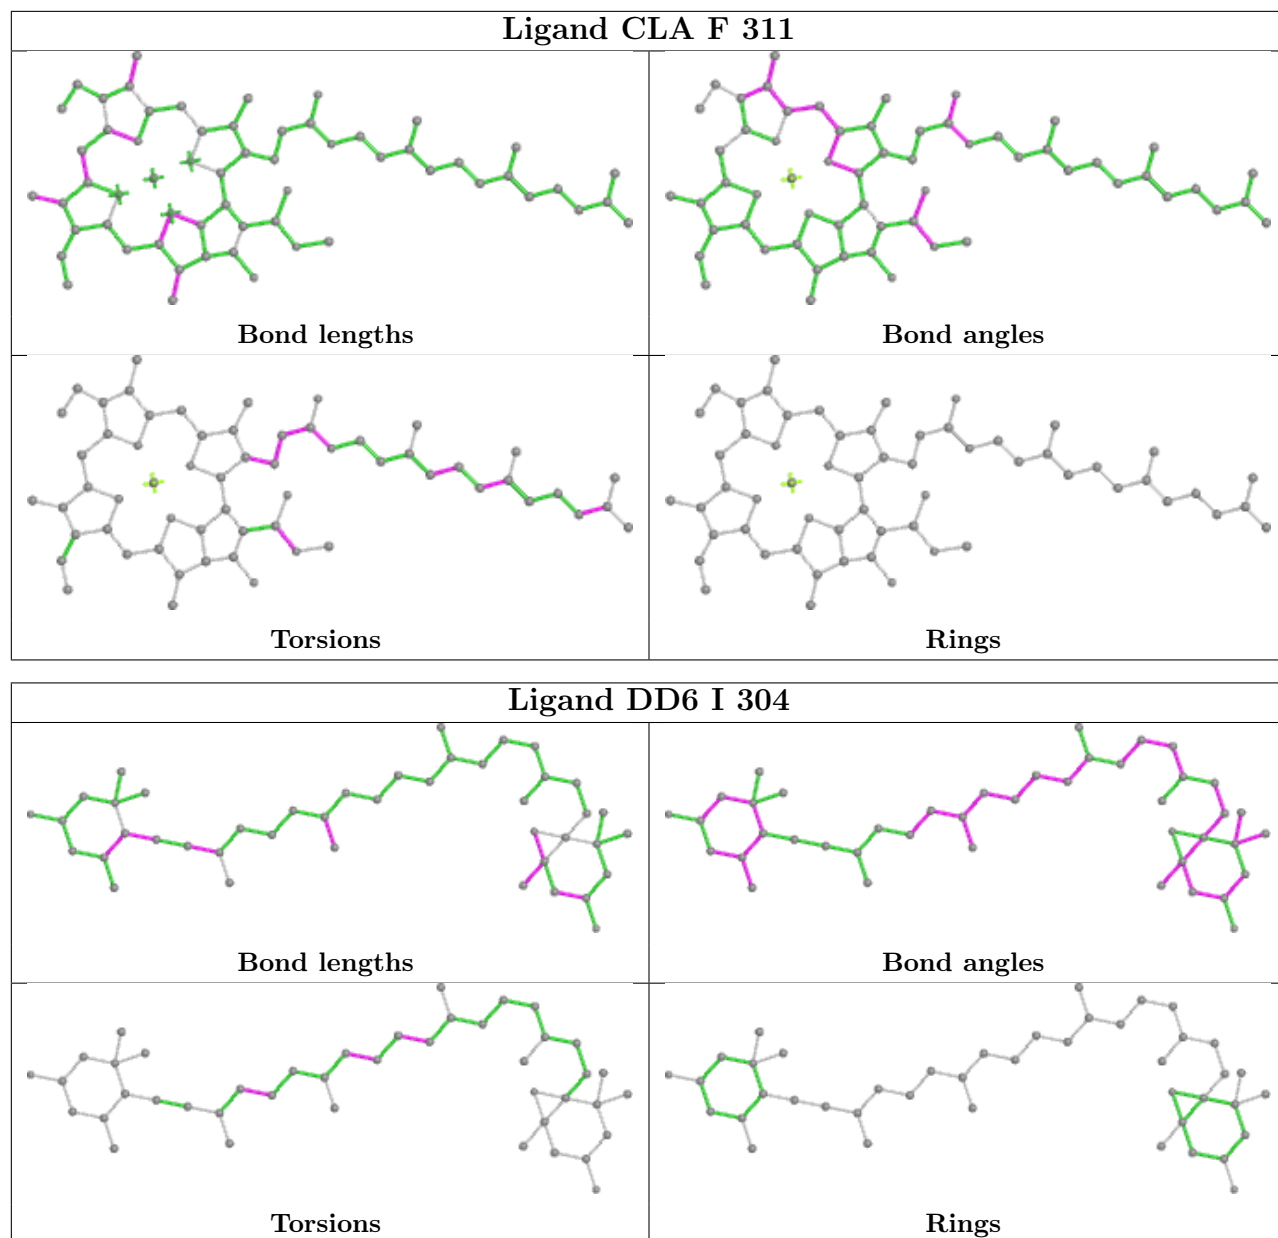 Ligand CLA F 311
Bond lengths
Bond angles
Torsions
Rings
Ligand DD6 I 304
Bond lengths
Bond angles
Torsions
Rings